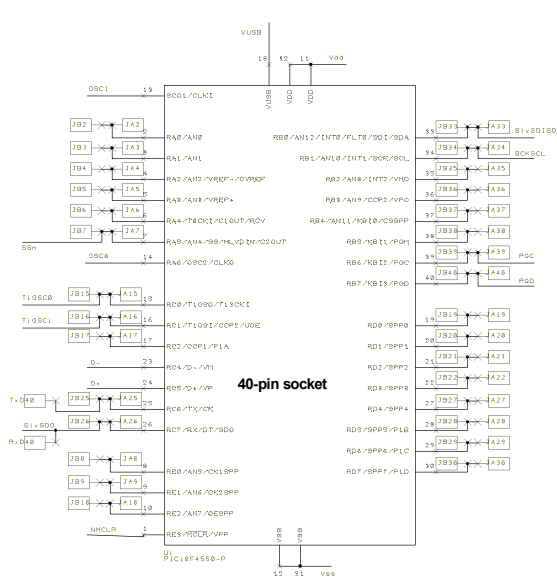 VUSB
18 32 11 Vdd
VUSB VDD VDD
OSC1 13 SCO1/CLKI
JB2 JA2 2 RA0/AN0
JB3 JA3 3 RA1/AN1
JB4 JA4 4 RA2/AN2/VREF-/CVREF
JB5 JA5 5 RA3/AN3/VREF+
JB6 JA6 6 RA4/T0CKI/C1OUT/RCV
JB7 JA7 7 RA5/AN4/SS/HLVDIN/C2OUT
SSn
OSC0 14 RA6/OSC2/CLKO
JB15 A15 15 RC0/T1OSO/T13CKI
TiOSC0
JB16 A16 16 RC1/T1OSI/CCP2/UOE
TiOSCi
JB17 A17 17 RC2/CCP1/P1A
D- 23 RC4/D-/VM
D+ 24 RC5/D+/VP
TxD40 JB25 A25 25 RC6/TX/CK
SivSDO JB26 A26 26 RC7/RX/DT/SDO
RxD40
JB8 JA8 8 RE0/AN5/CK1SPP
JB9 JA9 9 RE1/AN6/CK2SPP
JB10 JA10 10 RE2/AN7/OESPP
NMCLR 1 RE3/MCLR/VPP
40-pin socket
RB0/AN12/INT0/FLT0/SDI/SDA 33 JB33 A33 SivSDISD
RB1/AN10/INT1/SCK/SCL 34 JB34 JA34 SCKSCL
RB2/AN8/INT2/VMO 35 JB35 A35
RB3/AN9/CCP2/VPO 36 JB36 A36
RB4/AN11/KBI0/CSSPP 37 JB37 A37
RB5/KBI1/PGM 38 JB38 A38
RB6/KBI2/PGC 39 JB39 A39 PGC
RB7/KBI3/PGD 40 JB40 A40 PGD
RD0/SPP0 19 JB19 A19
RD1/SPP1 20 JB20 A20
RD2/SPP2 21 JB21 A21
RD3/SPP3 22 JB22 A22
RD4/SPP4 27 JB27 A27
RD5/SPP5/P1B 28 JB28 A28
RD6/SPP6/P1C 29 JB29 A29
RD7/SPP7/P1D 30 JB30 A30
VSS VSS
Ui
PIC18F4550-P
12 31 Vss